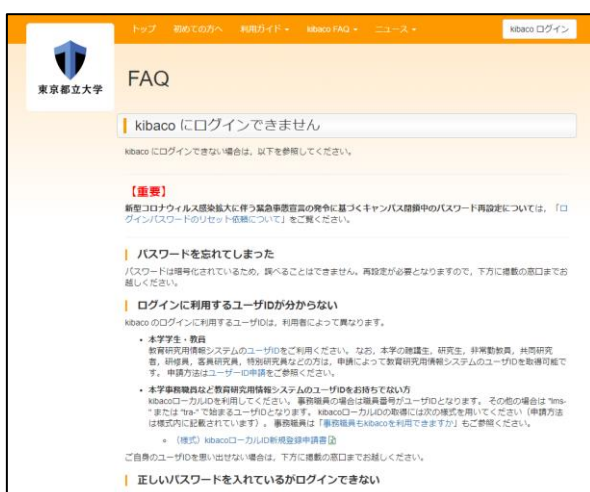 トップ 初めての方へ 利用ガイド kibaco FAQ ニュース kibaco ログイン
東京都立大学
FAQ
kibaco にログインできません
kibaco にログインできない場合は、以下を参照してください。
【重要】
新型コロナウィルス感染拡大に伴う緊急事態宣言の発令に基づくキャンパス閉鎖中のパスワード再設定については、「ロ
グインパスワードのリセット依頼について」をご覧ください。
パスワードを忘れてしまった
パスワードは暗号化されているため、調べることはできません。再設定が必要となりますので、下方に掲載の窓口までお
越しください。
ログインに利用するユーザIDが分からない
kibaco のログインに利用するユーザIDは、利用者によって異なります。
• 本学学生・教員
教育研究用情報システムのユーザIDをご利用ください。なお、本学の聴講生、研究生、非常勤教員、共同研究
者、研修員、客員研究員、特別研究員などの方は、申請によって教育研究用情報システムのユーザIDを取得可能で
す。 申請方法はユーザーID申請をご参照ください。
• 本学事務職員など教育研究用情報システムのユーザIDをお持ちでない方
kibacoローカルIDを利用してください。 事務職員の場合は職員番号がユーザIDとなります。 その他の場合は "lms-
" または "tra-" で始まるユーザIDとなります。 kibacoローカルIDの取得には次の様式を用いてください（申請方法
は様式内に記載されています）。 事務職員は「事務職員もkibacoを利用できますか」もご参照ください。
◦ （様式）kibacoローカルID新規登録申請書
ご自身のユーザIDを思い出せない場合は、下方に掲載の窓口までお越しください。
正しいパスワードを入れているがログインできない